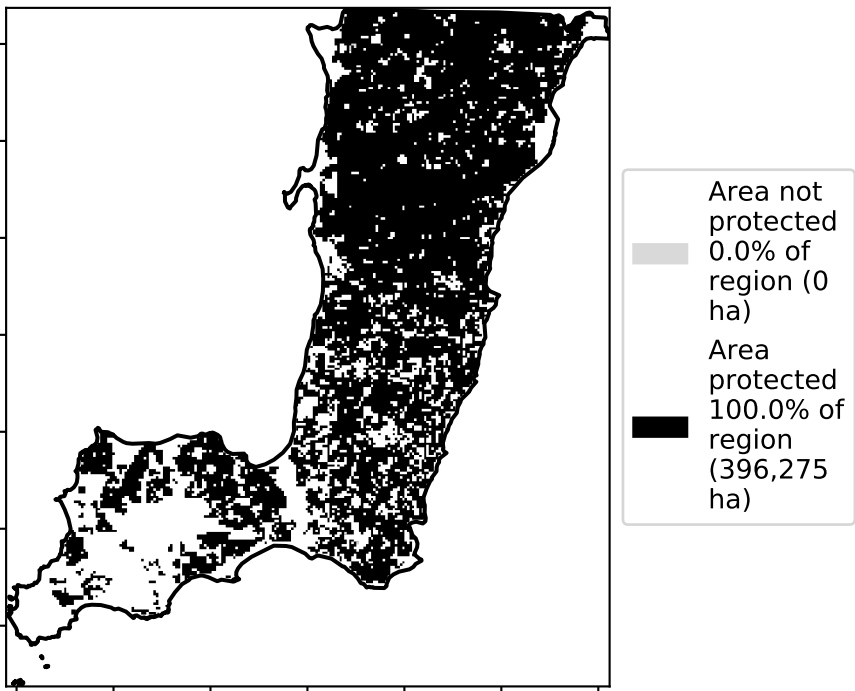 Area not
protected
0.0% of
region (0
ha)
Area
protected
100.0% of
region
(396,275
ha)